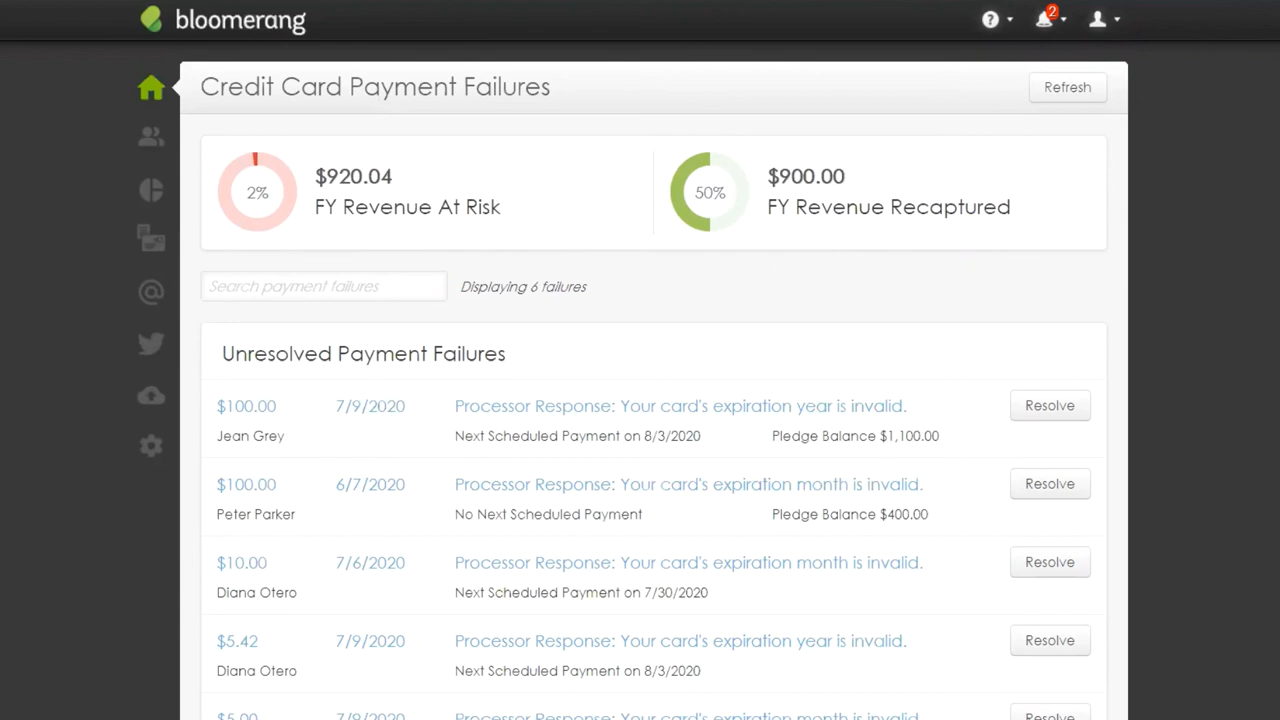 bloomerang
2
Credit Card Payment Failures
Refresh
2%
$920.04
FY Revenue At Risk
50%
$900.00
FY Revenue Recaptured
Search payment failures
Displaying 6 failures
Unresolved Payment Failures
$100.00 7/9/2020 Processor Response: Your card's expiration year is invalid. Resolve
Jean Grey Next Scheduled Payment on 8/3/2020 Pledge Balance $1,100.00
$100.00 6/7/2020 Processor Response: Your card's expiration month is invalid. Resolve
Peter Parker No Next Scheduled Payment Pledge Balance $400.00
$10.00 7/6/2020 Processor Response: Your card's expiration month is invalid. Resolve
Diana Otero Next Scheduled Payment on 7/30/2020
$5.42 7/9/2020 Processor Response: Your card's expiration year is invalid. Resolve
Diana Otero Next Scheduled Payment on 8/3/2020
$5.00 7/9/2020 Processor Response: Your card's expiration year is invalid. Resolve